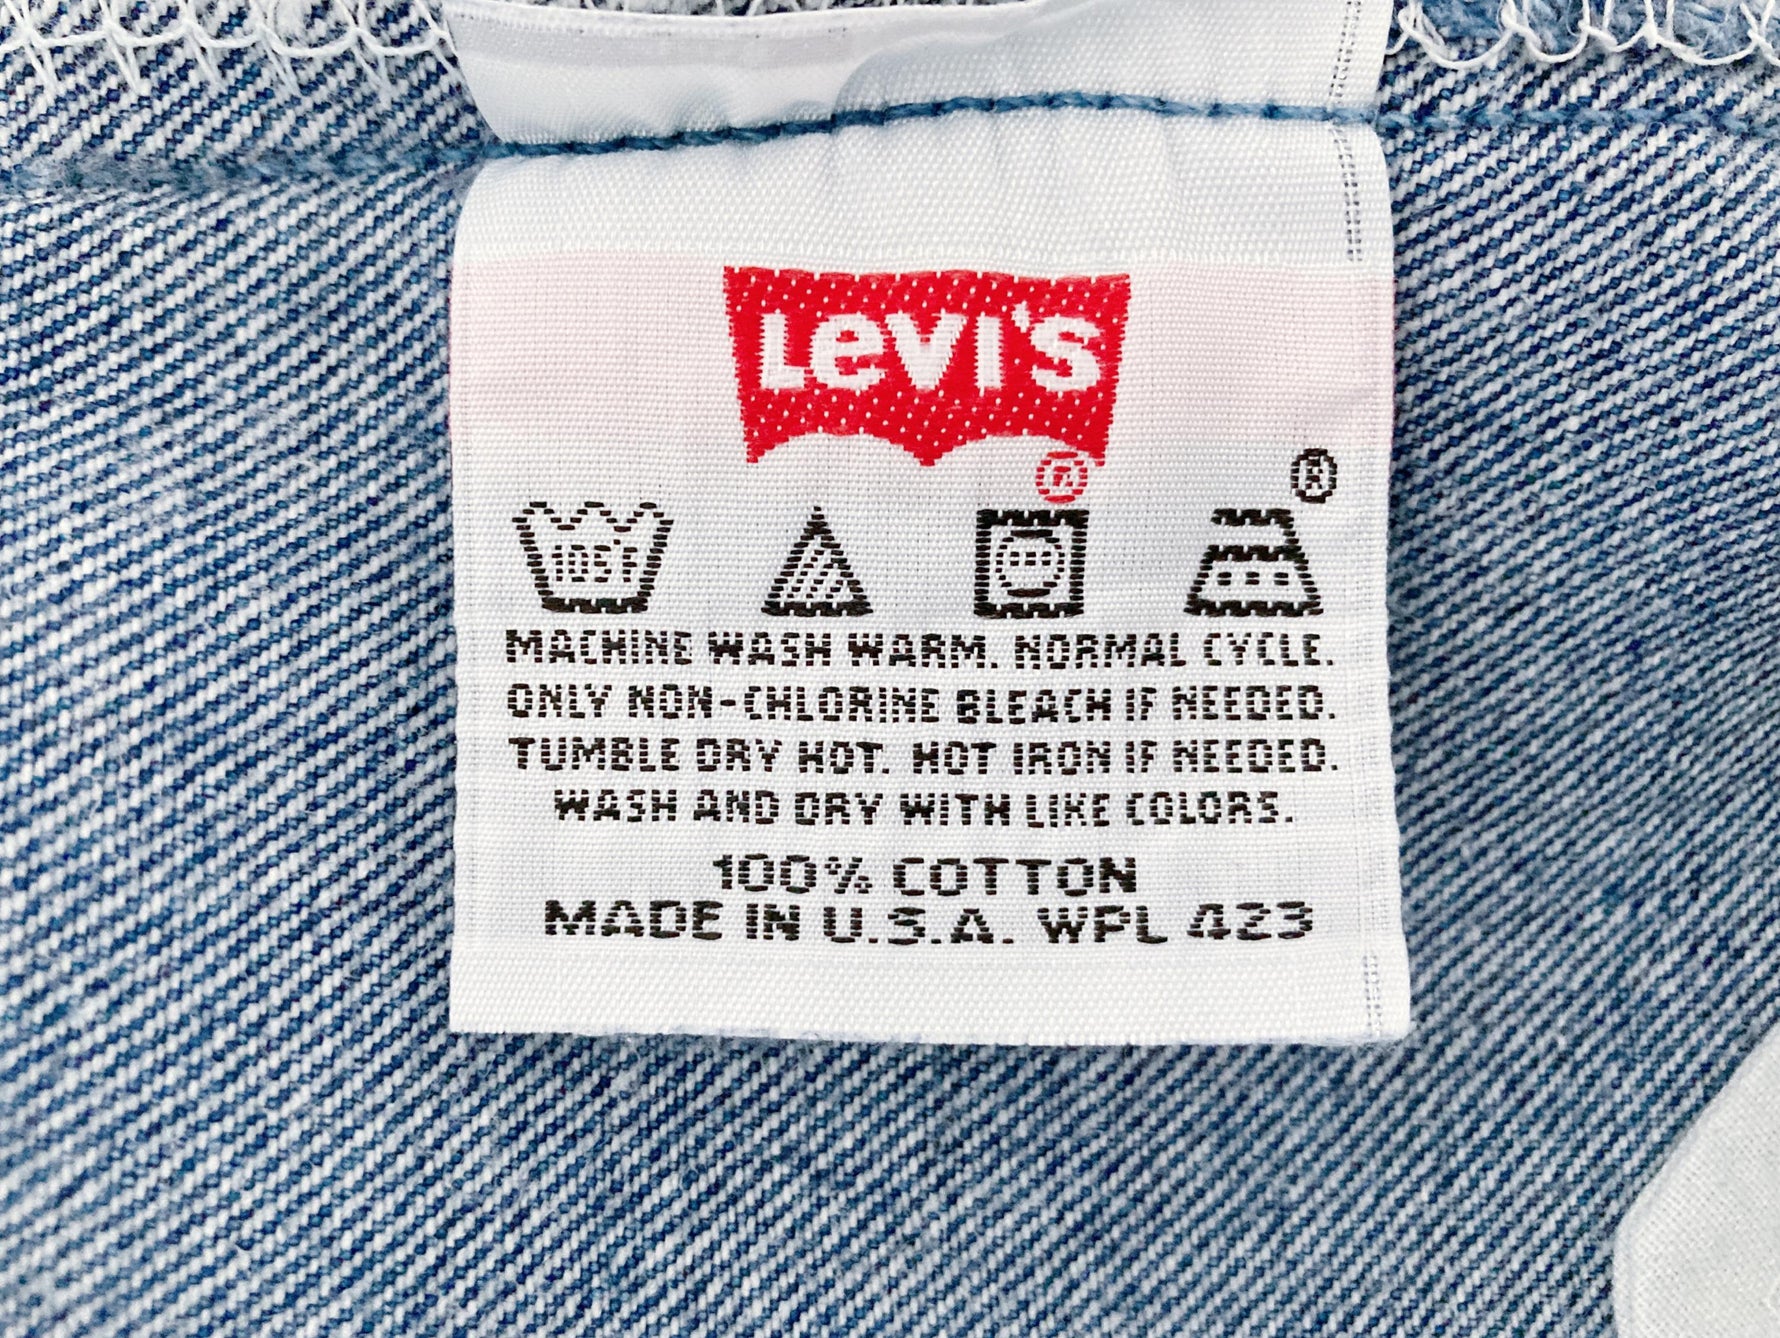 LEVI'S
®
®
105°F
MACHINE WASH WARM. NORMAL CYCLE.
ONLY NON-CHLORINE BLEACH IF NEEDED.
TUMBLE DRY HOT. HOT IRON IF NEEDED.
WASH AND DRY WITH LIKE COLORS.
100% COTTON
MADE IN U.S.A. WPL 423